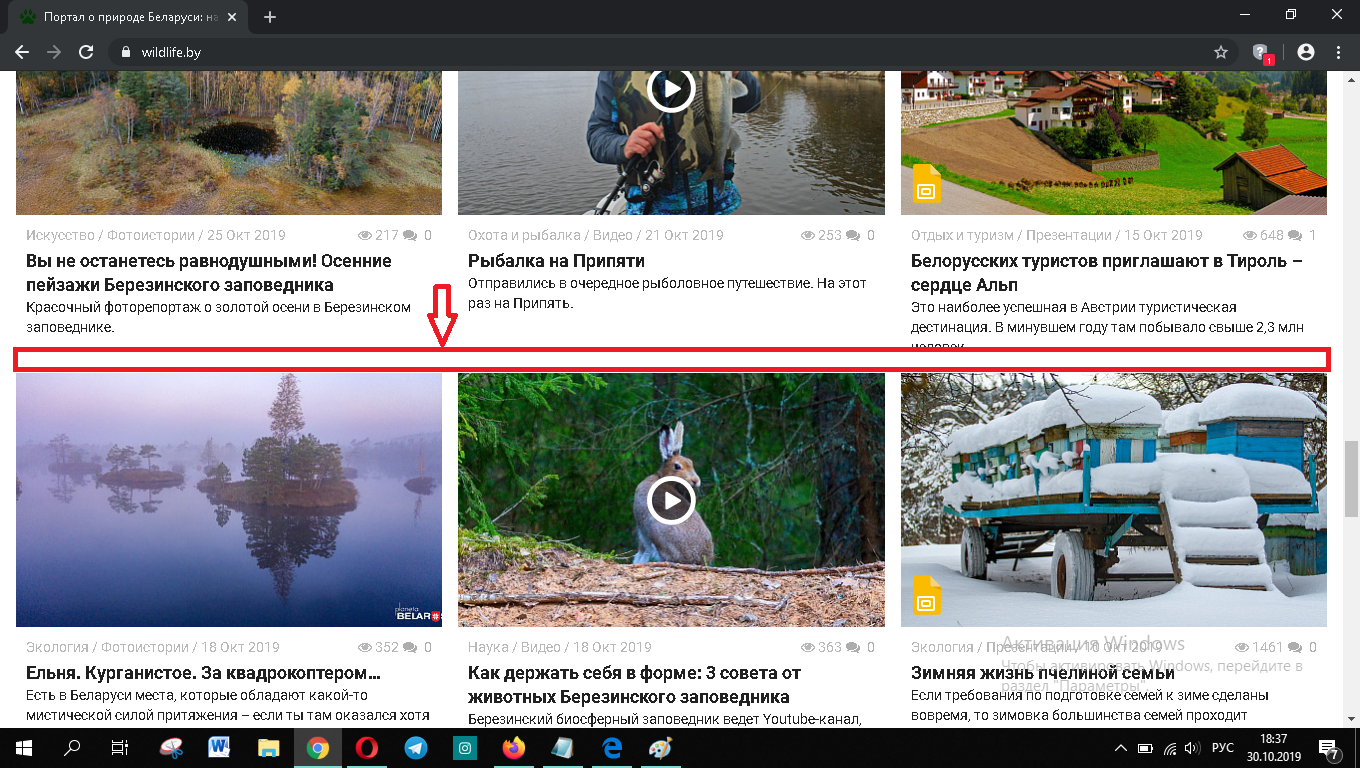 Портал о природе Беларуси: на
wildlife.by
1
Искусство / Фотоистории / 25 Окт 2019 217 0
Вы не останетесь равнодушными! Осенние
пейзажи Березинского заповедника
Красочный фоторепортаж о золотой осени в Березинском
заповеднике.
Охота и рыбалка / Видео / 21 Окт 2019 253 0
Рыбалка на Припяти
Отправились в очередное рыболовное путешествие. На этот
раз на Припять.
Отдых и туризм / Презентации / 15 Окт 2019 648 1
Белорусских туристов приглашают в Тироль –
сердце Альп
Это наиболее успешная в Австрии туристическая
дестинация. В минувшем году там побывало свыше 2,3 млн
человек.
planeta
BELAR
Экология / Фотоистории / 18 Окт 2019 352 0
Ельня. Курганистое. За квадрокоптером...
Есть в Беларуси места, которые обладают какой-то
мистической силой притяжения – если ты там оказался хотя
Наука / Видео / 18 Окт 2019 363 0
Как держать себя в форме: 3 совета от
животных Березинского заповедника
Березинский биосферный заповедник ведет Youtube-канал,
Экология / Презентации / 10 Окт 2019 1461 0
Зимняя жизнь пчелиной семьи
Если требования по подготовке семей к зиме сделаны
вовремя, то зимовка большинства семей проходит
Активация Windows
Чтобы активировать Windows, перейдите в
раздел "Параметры".
РУС
18:37
30.10.2019
7